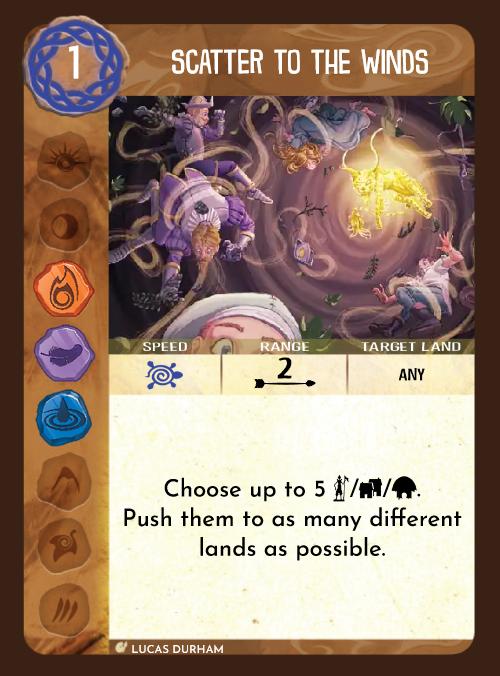 1
SCATTER TO THE WINDS
SPEED RANGE TARGET LAND
2 ANY
Choose up to 5 / / .
Push them to as many different
lands as possible.
LUCAS DURHAM